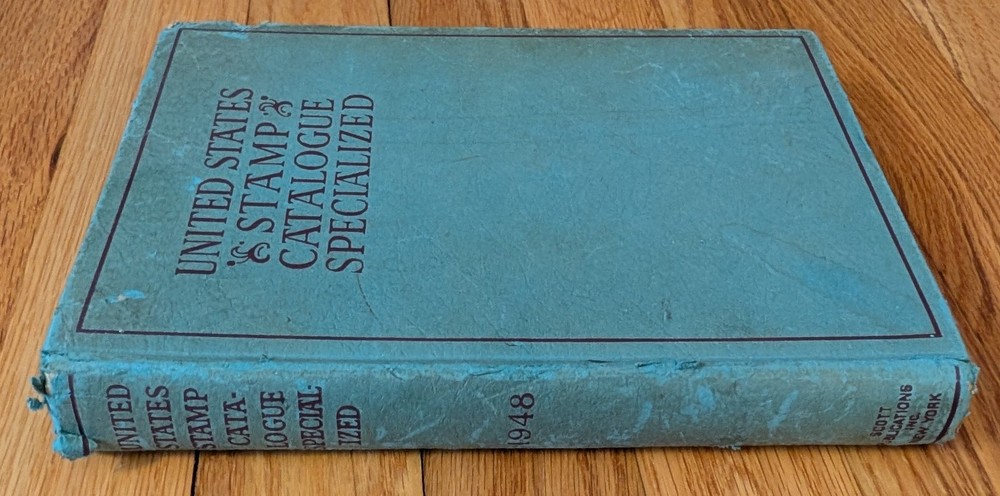 UNITED STATES
STAMP
CATALOGUE
SPECIALIZED
UNITED
STATES
STAMP
CATA-
LOGUE
SPECIAL-
IZED
1948
SCOTT
PUBLICATIONS
INC.
NEW YORK